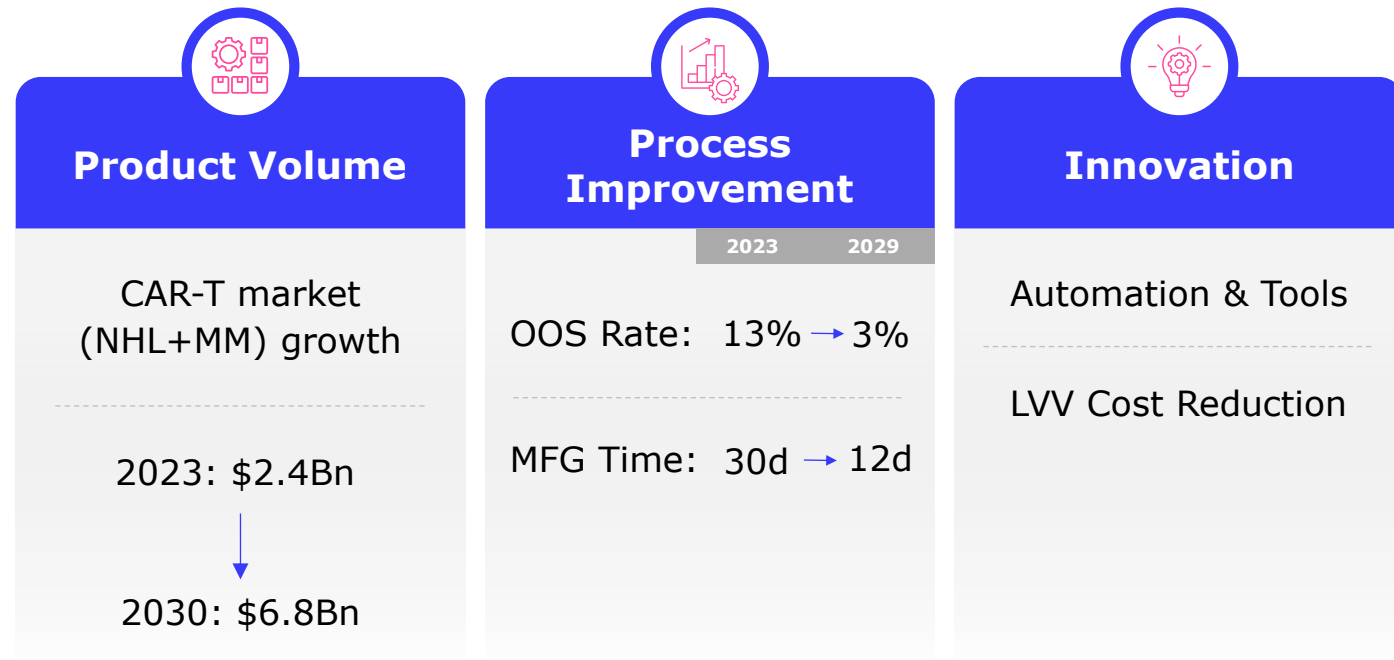 Product Volume
CAR-T market
(NHL+MM) growth
2023: $2.4Bn
2030: $6.8Bn
Process
Improvement
2023 2029
OOS Rate: 13% → 3%
MFG Time: 30d → 12d
Innovation
Automation & Tools
LVV Cost Reduction